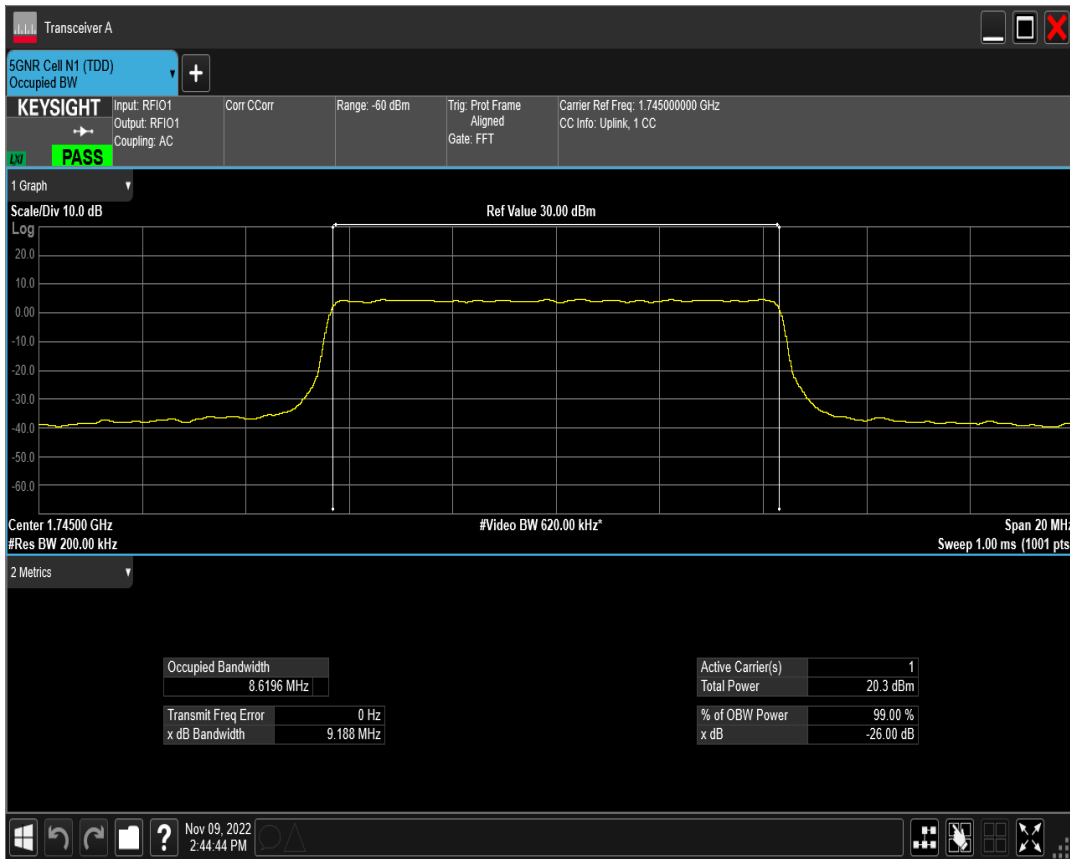 Transceiver A
5GNR Cell N1 (TDD)
Occupied BW
+
KEYSIGHT
LXI
PASS
Input: RFIO1
Output: RFIO1
Coupling: AC
Corr CCorr
Range: -60 dBm
Trig: Prot Frame
Aligned
Gate: FFT
Carrier Ref Freq: 1.745000000 GHz
CC Info: Uplink, 1 CC
1 Graph
Scale/Div 10.0 dB
Ref Value 30.00 dBm
Log
20.0
10.0
0.00
-10.0
-20.0
-30.0
-40.0
-50.0
-60.0
Center 1.74500 GHz
#Video BW 620.00 kHz*
Span 20 MHz
#Res BW 200.00 kHz
Sweep 1.00 ms (1001 pts
2 Metrics
Occupied Bandwidth
8.6196 MHz
Transmit Freq Error 0 Hz
x dB Bandwidth 9.188 MHz
Active Carrier(s) 1
Total Power 20.3 dBm
% of OBW Power 99.00 %
x dB -26.00 dB
?
Nov 09, 2022
2:44:44 PM